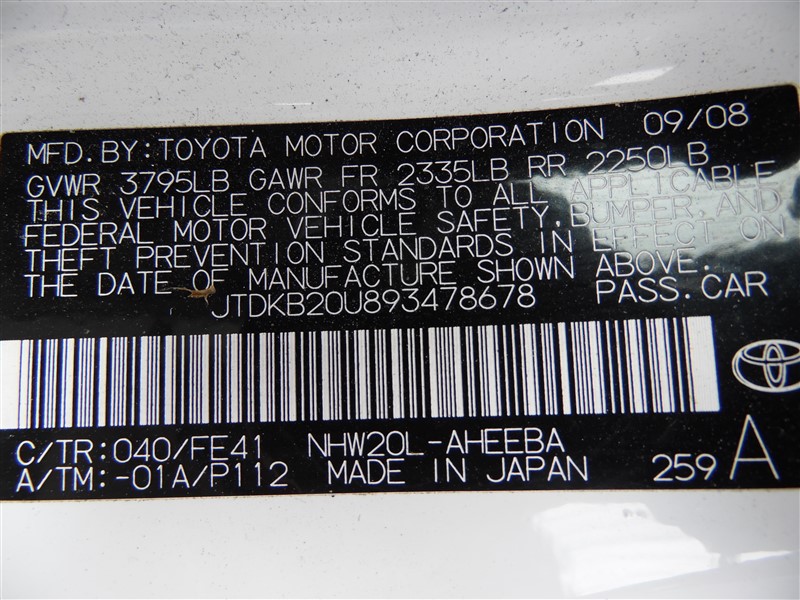 MFD.BY:TOYOTA MOTOR CORPORATION 09/08
GVWR 3795LB GAWR FR 2335LB RR 2250LB
THIS VEHICLE CONFORMS TO ALL APPLICABLE
FEDERAL MOTOR VEHICLE SAFETY,BUMPER,AND
THEFT PREVENTION STANDARDS IN EFFECT ON
THE DATE OF MANUFACTURE SHOWN ABOVE.
JTDKB20U893478678 PASS.CAR
C/TR:040/FE41 NHW20L-AHEEBA
A/TM:-01A/P112 MADE IN JAPAN 259 A